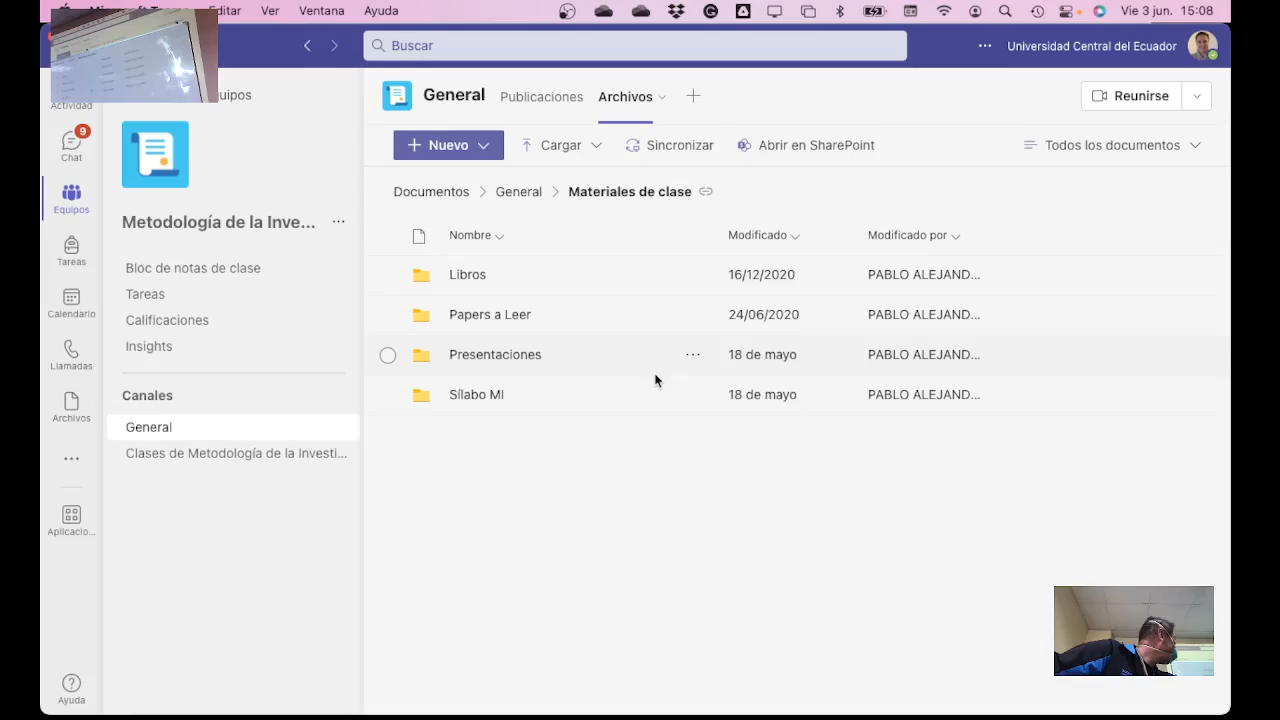 Editar Ver Ventana Ayuda Vie 3 jun. 15:08
Buscar
Universidad Central del Ecuador
Actividad
Chat
9
Equipos
Tareas
Calendario
Llamadas
Archivos
Aplicacio...
Ayuda
Metodología de la Inve...
Bloc de notas de clase
Tareas
Calificaciones
Insights
Canales
General
Clases de Metodología de la Investi...
General Publicaciones Archivos
Reunirse
Nuevo Cargar Sincronizar Abrir en SharePoint Todos los documentos
Documentos > General > Materiales de clase
Nombre Modificado Modificado por
Libros 16/12/2020 PABLO ALEJAND...
Papers a Leer 24/06/2020 PABLO ALEJAND...
Presentaciones ... 18 de mayo PABLO ALEJAND...
Sílabo MI 18 de mayo PABLO ALEJAND...